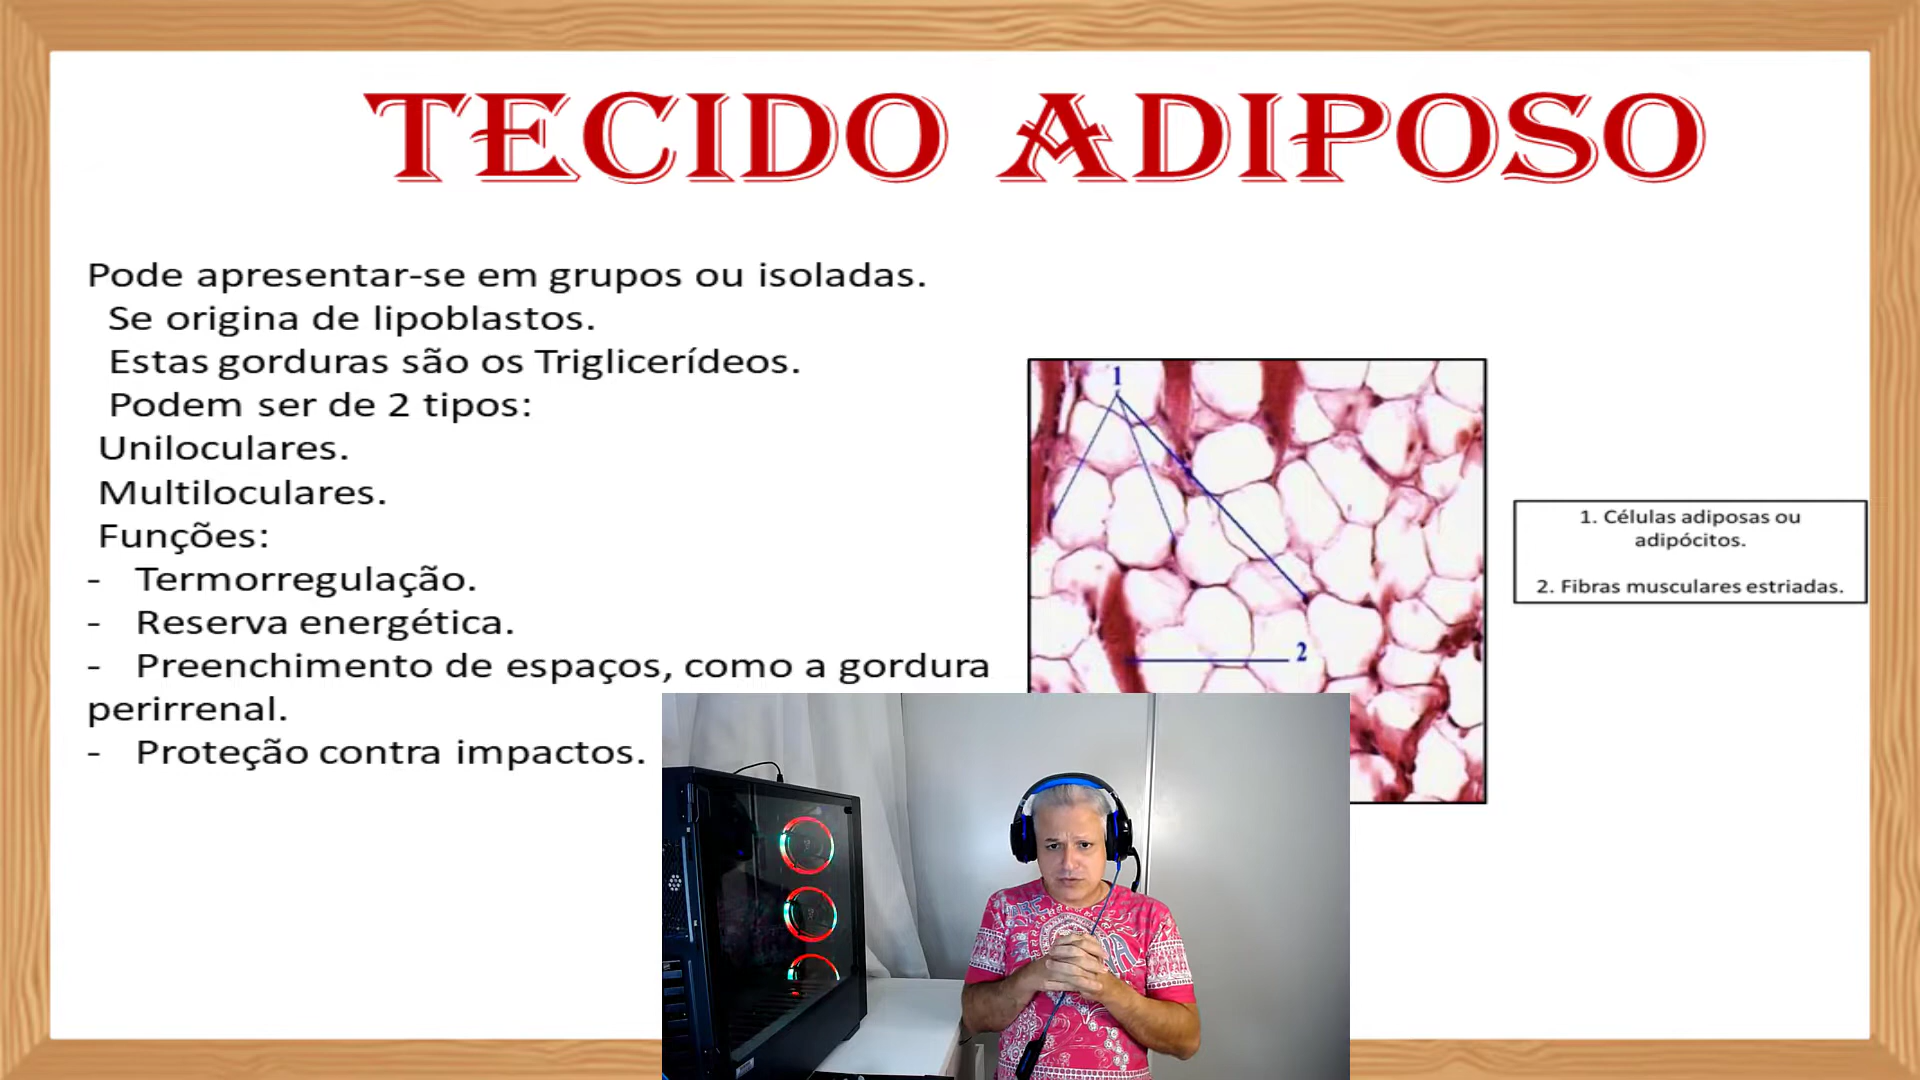 TECIDO ADIPOSO
Pode apresentar-se em grupos ou isoladas.
Se origina de lipoblastos.
Estas gorduras são os Triglicerídeos.
Podem ser de 2 tipos:
Uniloculares.
Multiloculares.
Funções:
- Termorregulação.
- Reserva energética.
- Preenchimento de espaços, como a gordura
perirrenal.
- Proteção contra impactos.
1
2
1. Células adiposas ou
adipócitos.
2. Fibras musculares estriadas.